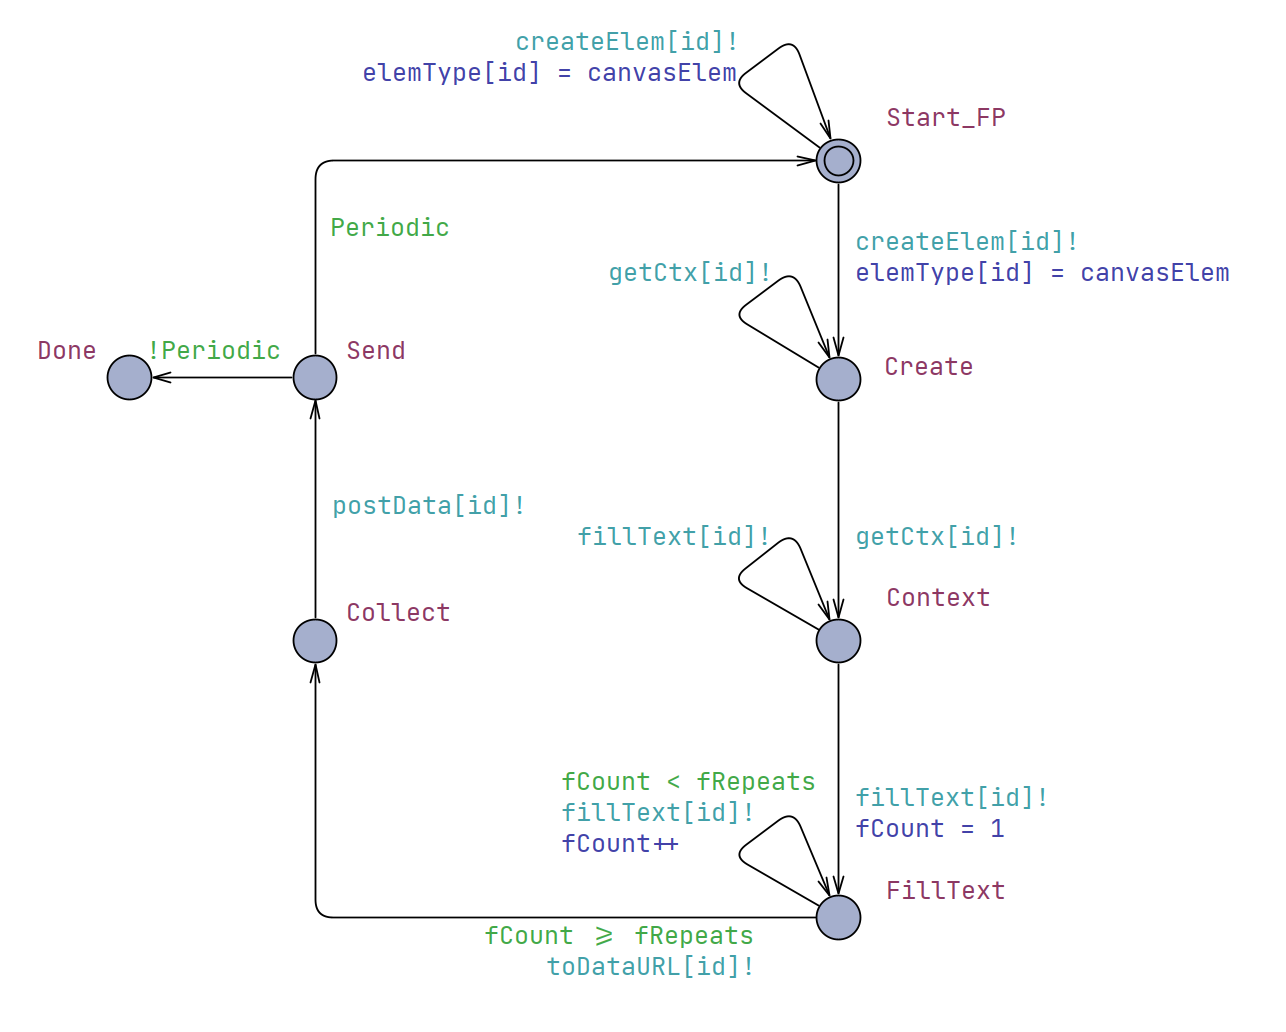 createElem[id]!
elemType[id] = canvasElem
Start_FP
Periodic
createElem[id]!
elemType[id] = canvasElem
getCtx[id]!
Done
!Periodic
Send
Create
postData[id]!
fillText[id]!
getCtx[id]!
Context
Collect
fCount < fRepeats
fillText[id]!
fCount++
fillText[id]!
fCount = 1
FillText
fCount ≥ fRepeats
toDataURL[id]!